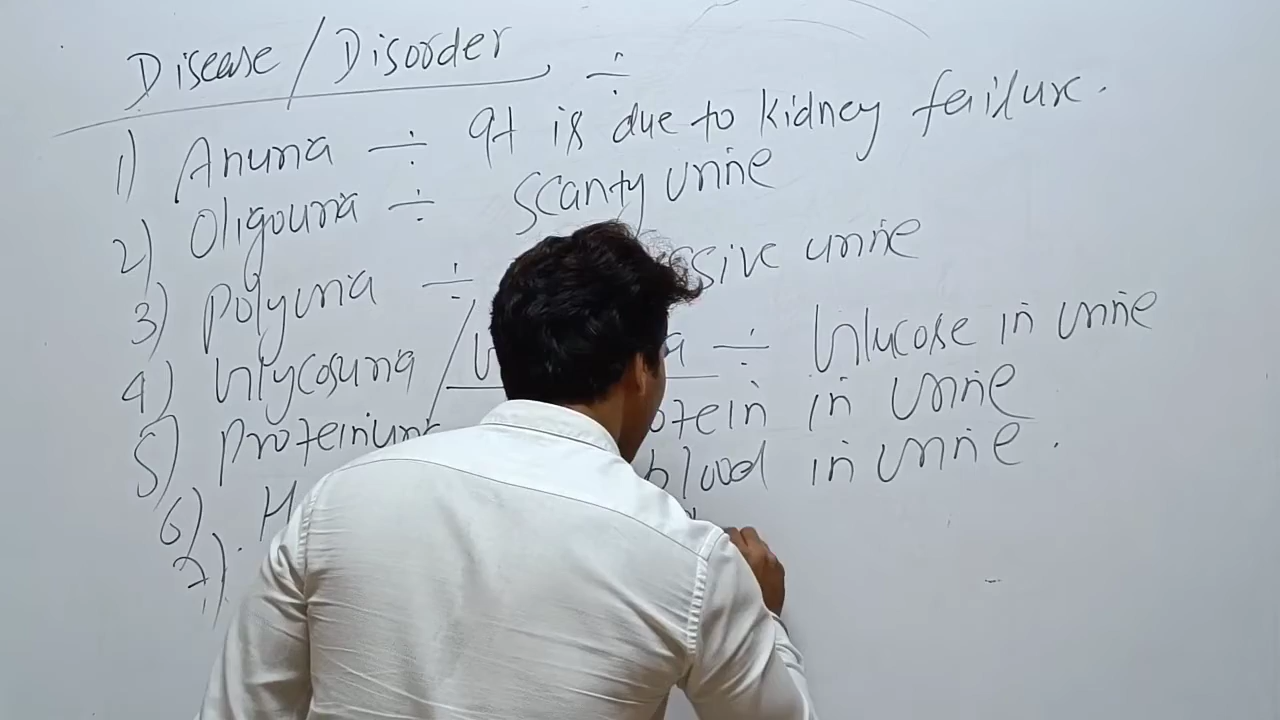 Disease / Disorder ÷
1) Anuria ÷ It is due to kidney failure.
2) Oligouria ÷ Scanty urine
3) Polyuria ÷ ssive urine
4) Glycosuria / G a ÷ Glucose in urine
5) Proteinur otein in urine
6) H blood in urine.
7)